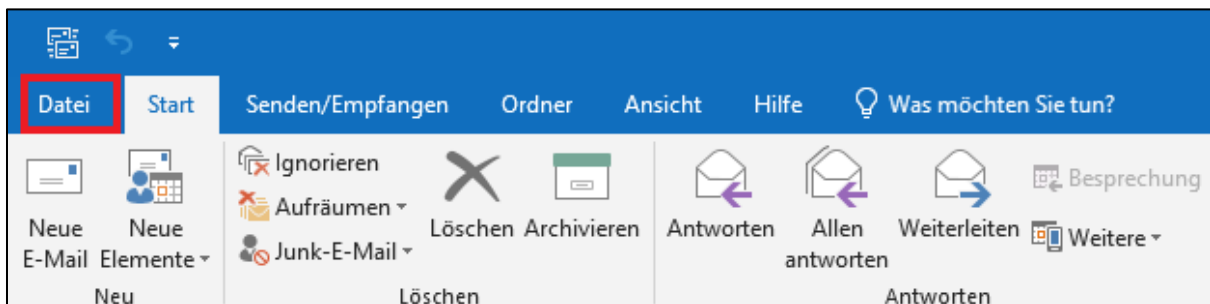 Datei Start Senden/Empfangen Ordner Ansicht Hilfe Was möchten Sie tun?
Neue E-Mail
Neue Elemente
Ignorieren
Aufräumen
Junk-E-Mail
Löschen
Archivieren
Antworten
Allen antworten
Weiterleiten
Besprechung
Weitere
Neu Löschen Antworten